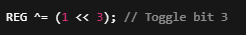 REG ^= (1 << 3); // Toggle bit 3